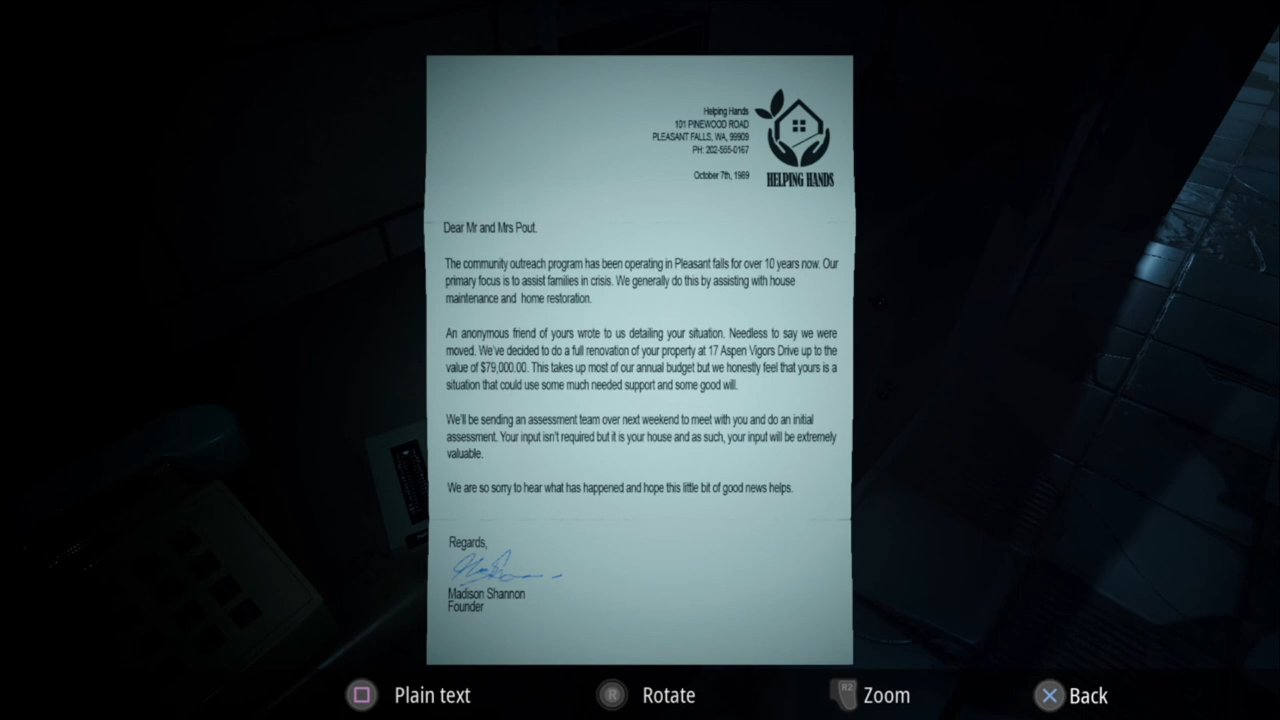 Helping Hands
101 PINEWOOD ROAD
PLEASANT FALLS, WA, 99909
PH: 202-555-0167
October 7th, 1989
HELPING HANDS
Dear Mr and Mrs Pout.
The community outreach program has been operating in Pleasant falls for over 10 years now. Our
primary focus is to assist families in crisis. We generally do this by assisting with house
maintenance and home restoration.
An anonymous friend of yours wrote to us detailing your situation. Needless to say we were
moved. We've decided to do a full renovation of your property at 17 Aspen Vigors Drive up to the
value of $79,000.00. This takes up most of our annual budget but we honestly feel that yours is a
situation that could use some much needed support and some good will.
We'll be sending an assessment team over next weekend to meet with you and do an initial
assessment. Your input isn't required but it is your house and as such, your input will be extremely
valuable.
We are so sorry to hear what has happened and hope this little bit of good news helps.
Regards,
Madison Shannon
Founder
Plain text
R Rotate
R2 Zoom
Back